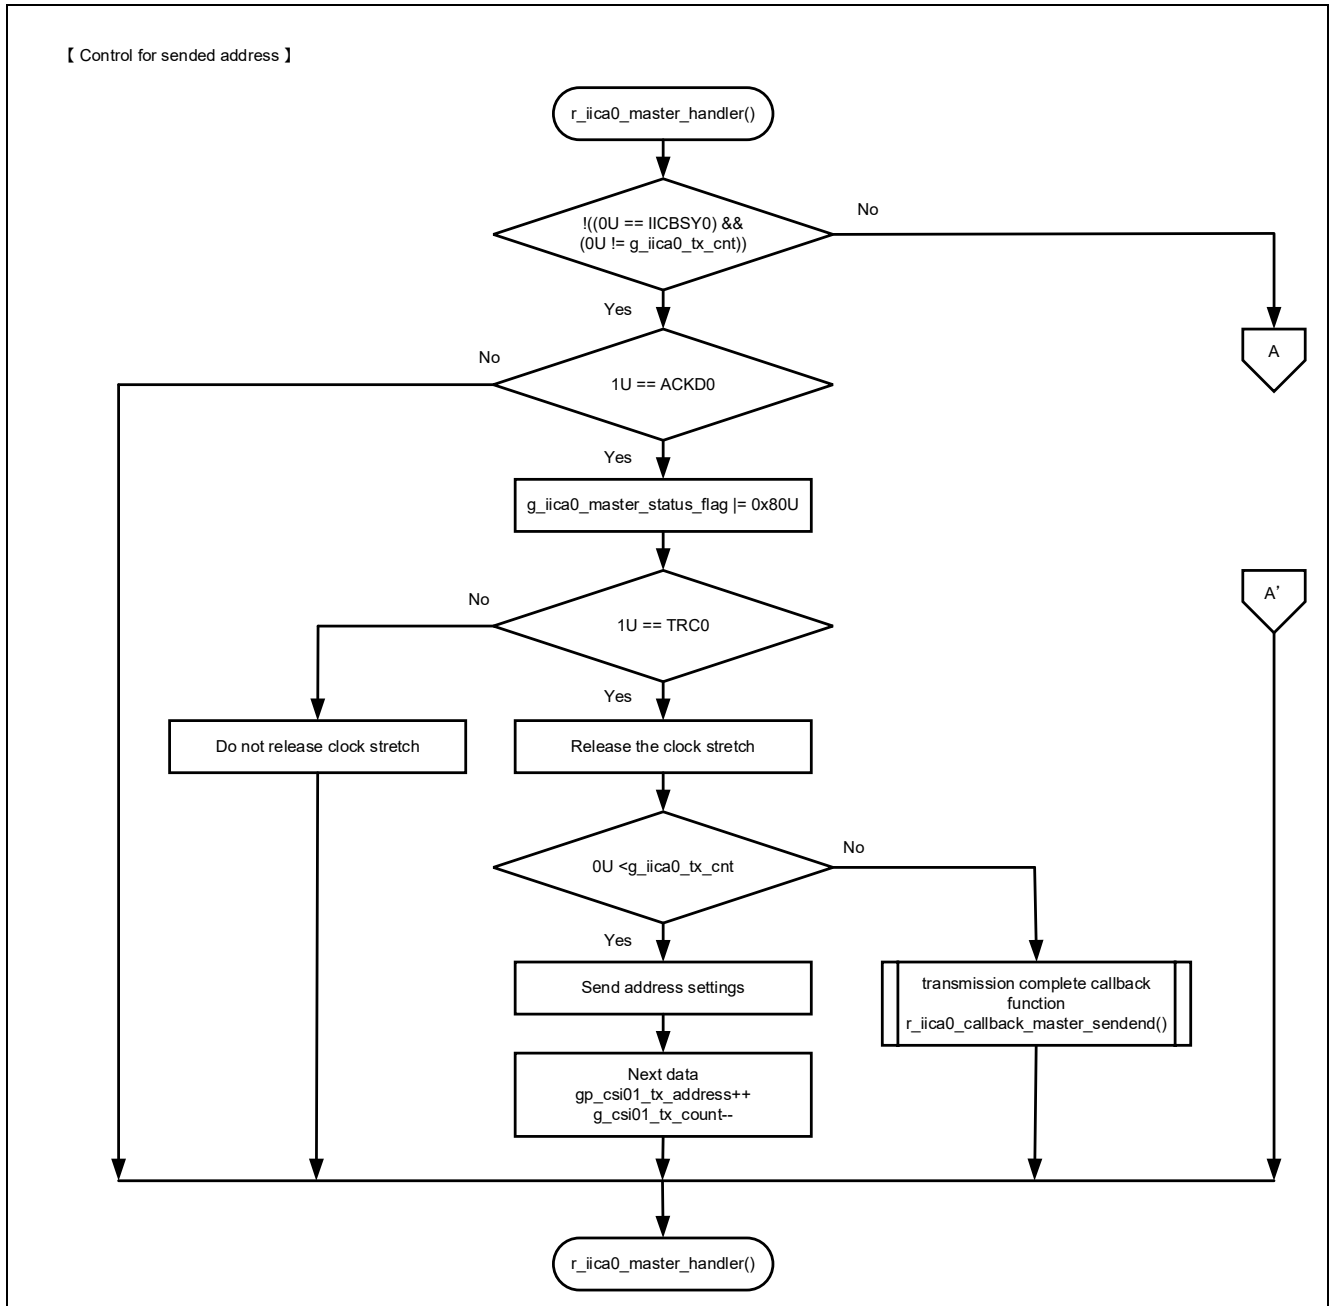 【 Control for sended address 】
r_iica0_master_handler()
!((0U == IICBSY0) &&
(0U != g_iica0_tx_cnt))
No
Yes
A
No
1U == ACKD0
Yes
g_iica0_master_status_flag |= 0x80U
A’
No
1U == TRC0
Yes
Do not release clock stretch
Release the clock stretch
0U <g_iica0_tx_cnt
No
Yes
Send address settings
transmission complete callback
function
r_iica0_callback_master_sendend()
Next data
gp_csi01_tx_address++
g_csi01_tx_count--
r_iica0_master_handler()